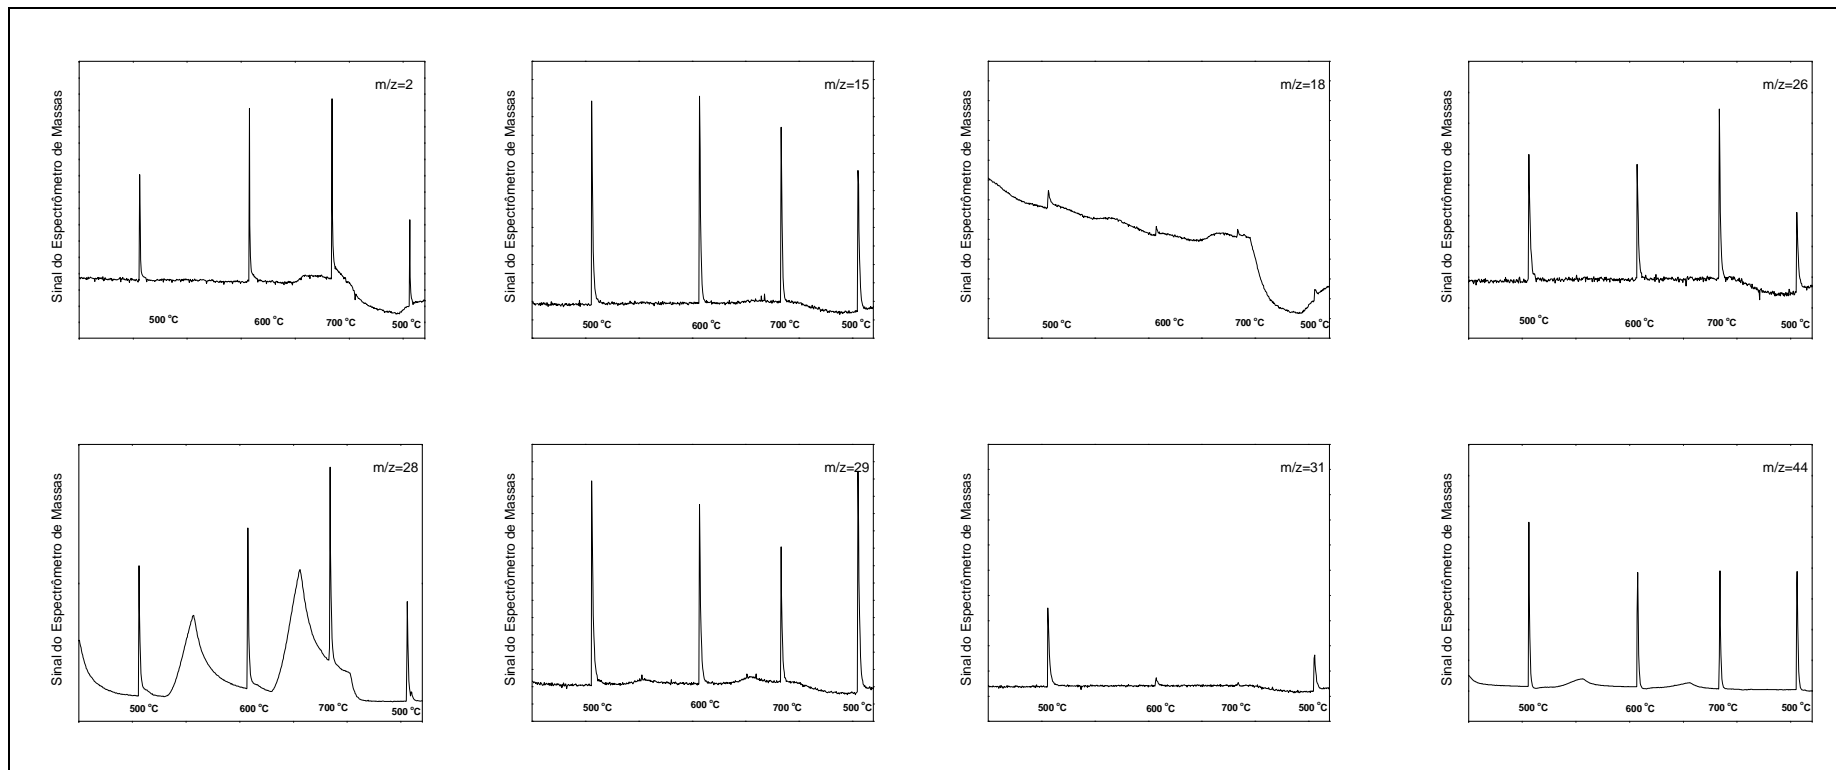 Sinal do Espectrômetro de Massas
m/z=2
500 °C
600 °C
700 °C
500 °C
Sinal do Espectrômetro de Massas
m/z=15
500 °C
600 °C
700 °C
500 °C
Sinal do Espectrômetro de Massas
m/z=18
500 °C
600 °C
700 °C
500 °C
Sinal do Espectrômetro de Massas
m/z=26
500 °C
600 °C
700 °C
500 °C
Sinal do Espectrômetro de Massas
m/z=28
500 °C
600 °C
700 °C
500 °C
Sinal do Espectrômetro de Massas
m/z=29
500 °C
600 °C
700 °C
500 °C
Sinal do Espectrômetro de Massas
m/z=31
500 °C
600 °C
700 °C
500 °C
Sinal do Espectrômetro de Massas
m/z=44
500 °C
600 °C
700 °C
500 °C